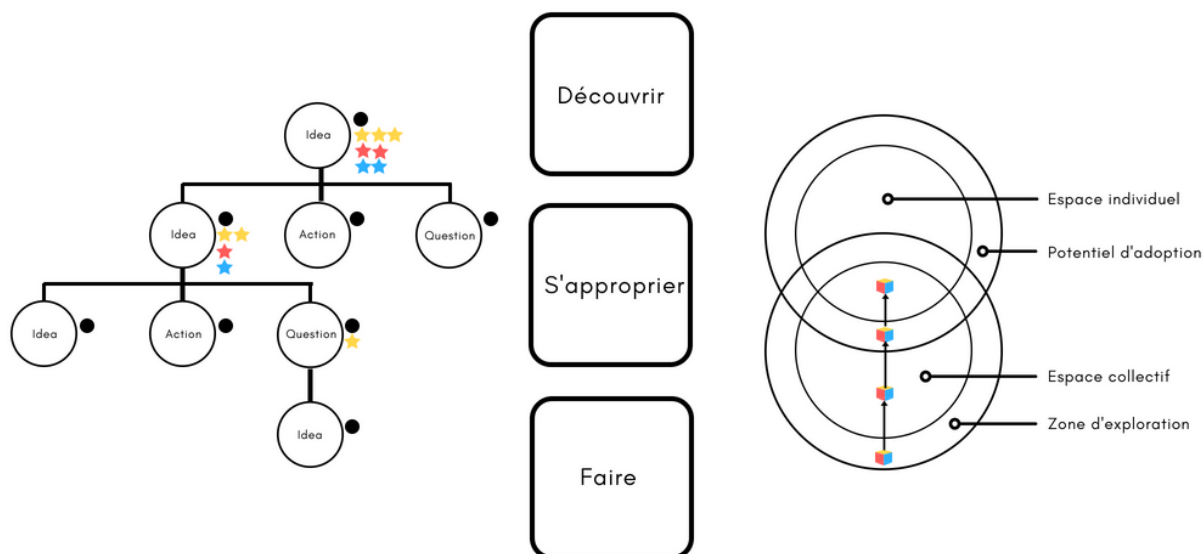 Idea
Idea
Action
Question
Idea
Action
Question
Idea
Découvrir
S'approprier
Faire
Espace individuel
Potentiel d'adoption
Espace collectif
Zone d'exploration